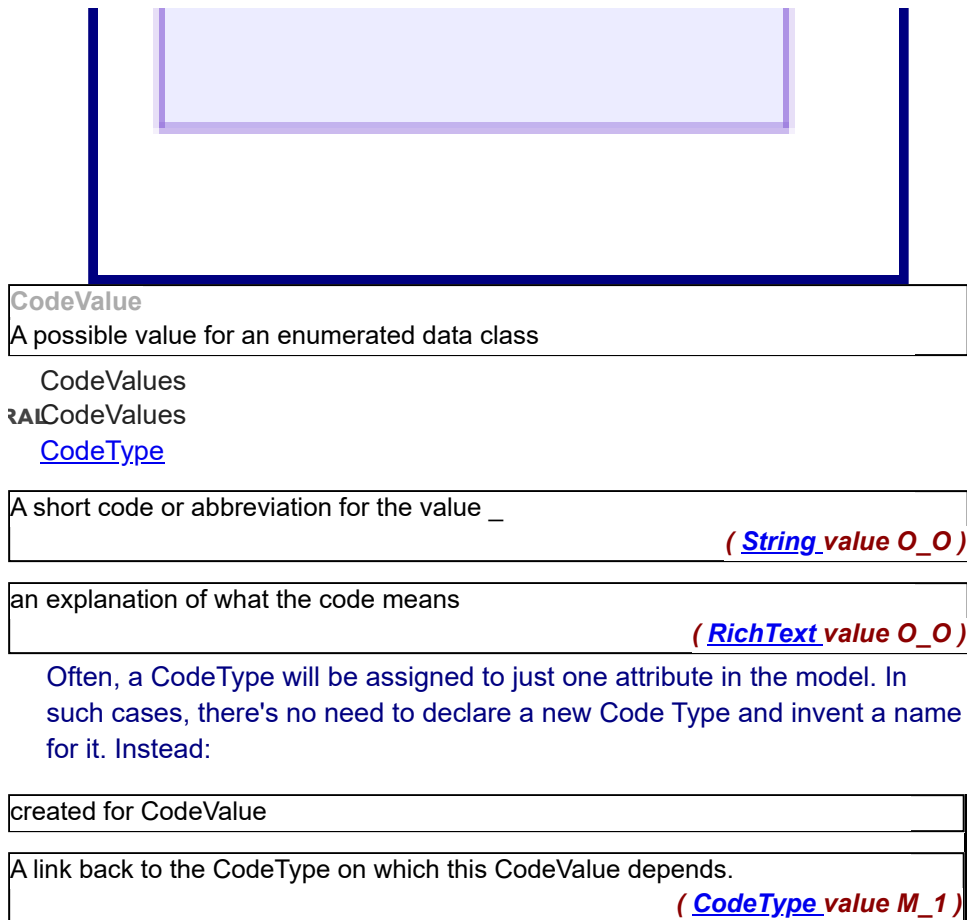 CodeValue
A possible value for an enumerated data class
CodeValues
RAL CodeValues
CodeType
A short code or abbreviation for the value _
( String value O_O )
an explanation of what the code means
( RichText value O_O )
Often, a CodeType will be assigned to just one attribute in the model. In
such cases, there's no need to declare a new Code Type and invent a name
for it. Instead:
created for CodeValue
A link back to the CodeType on which this CodeValue depends.
( CodeType value M_1 )